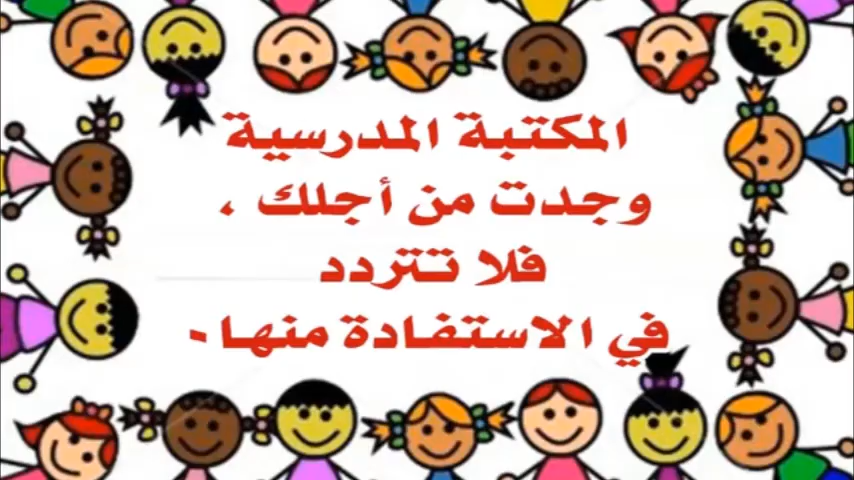 المكتبة المدرسية
وجدت من أجلك ،
فلا تتردد
في الاستفادة منها.